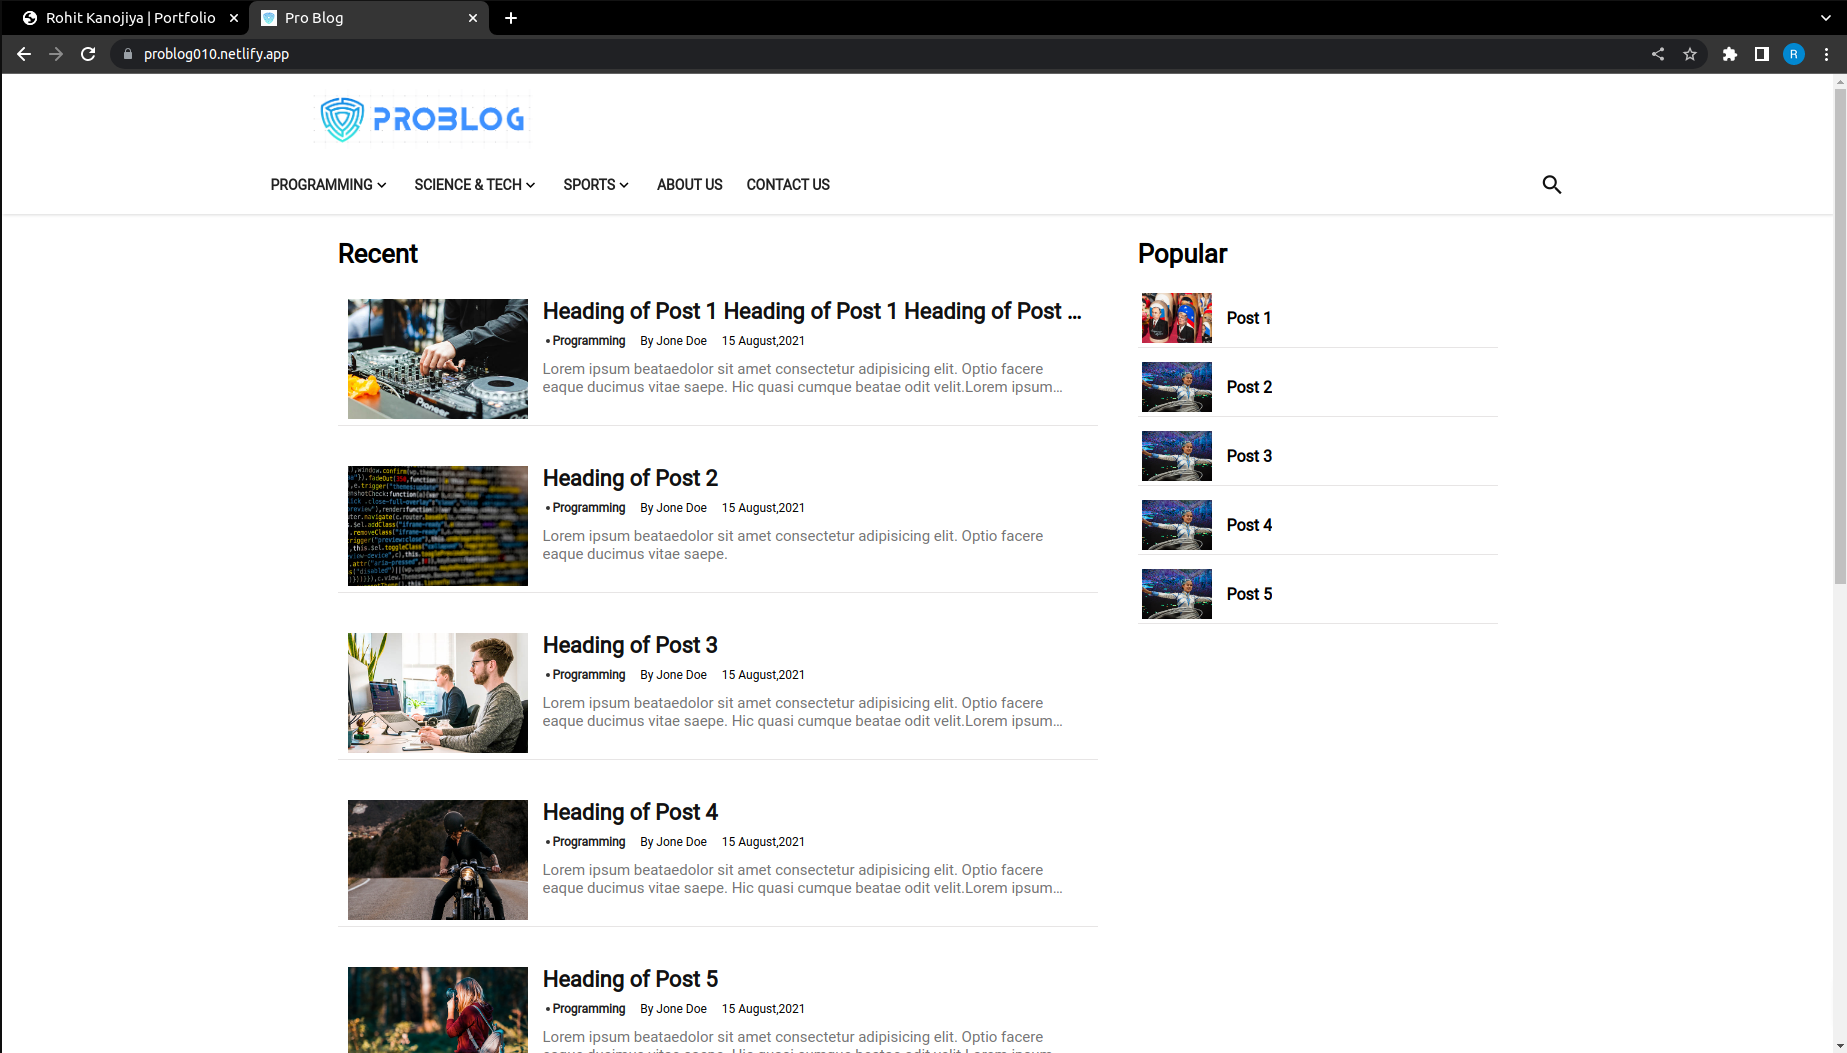 Rohit Kanojiya | Portfolio
Pro Blog
problog010.netlify.app
R
PROBLOG
PROGRAMMING
SCIENCE & TECH
SPORTS
ABOUT US
CONTACT US
Recent
Heading of Post 1 Heading of Post 1 Heading of Post ...
• Programming By Jone Doe 15 August,2021
Lorem ipsum beataedolor sit amet consectetur adipisicing elit. Optio facere
eaque ducimus vitae saepe. Hic quasi cumque beatae odit velit.Lorem ipsum...
Pioneer
Heading of Post 2
• Programming By Jone Doe 15 August,2021
Lorem ipsum beataedolor sit amet consectetur adipisicing elit. Optio facere
eaque ducimus vitae saepe.
Heading of Post 3
• Programming By Jone Doe 15 August,2021
Lorem ipsum beataedolor sit amet consectetur adipisicing elit. Optio facere
eaque ducimus vitae saepe. Hic quasi cumque beatae odit velit.Lorem ipsum...
Heading of Post 4
• Programming By Jone Doe 15 August,2021
Lorem ipsum beataedolor sit amet consectetur adipisicing elit. Optio facere
eaque ducimus vitae saepe. Hic quasi cumque beatae odit velit.Lorem ipsum...
Heading of Post 5
• Programming By Jone Doe 15 August,2021
Lorem ipsum beataedolor sit amet consectetur adipisicing elit. Optio facere
Popular
Post 1
Post 2
Post 3
Post 4
Post 5